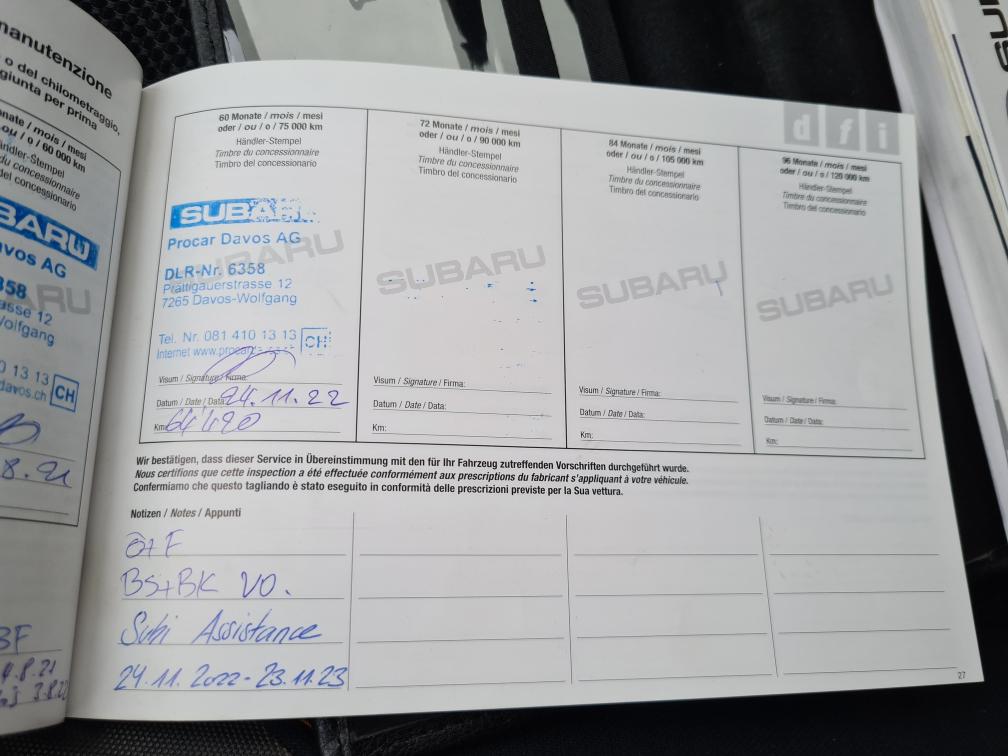 manutenzione
o del chilometraggio,
giunta per prima
mois / mesi
ou / o / 60 000 km
Händler-Stempel
du concessionnaire
del concessionario
BARU
avos AG
358
asse 12
Wolfgang
0 13 13
davos.ch CH
8.21
BF
3.8.22
60 Monate / mois / mesi
oder / ou / o / 75 000 km
Händler-Stempel
Timbre du concessionnaire
Timbro del concessionario
SUBARU
Procar Davos AG
SUBARU
DLR-Nr. 6358
Prättigauerstrasse 12
7265 Davos-Wolfgang
Tel. Nr. 081 410 13 13 CH
Internet www.procar
Visum / Signature / Firma:
Datum / Date / Data: 24.11.22
Km: 64'490
72 Monate / mois / mesi
oder / ou / o / 90 000 km
Händler-Stempel
Timbre du concessionnaire
Timbro del concessionario
SUBARU
Visum / Signature / Firma:
Datum / Date / Data:
Km:
84 Monate / mois / mesi
oder / ou / o / 105 000 km
Händler-Stempel
Timbre du concessionnaire
Timbro del concessionario
SUBARU
Visum / Signature / Firma:
Datum / Date / Data:
Km:
d f i
96 Monate / mois / mesi
oder / ou / o / 120 000 km
Händler-Stempel
Timbre du concessionnaire
Timbro del concessionario
SUBARU
Visum / Signature / Firma:
Datum / Date / Data:
Km:
Wir bestätigen, dass dieser Service in Übereinstimmung mit den für Ihr Fahrzeug zutreffenden Vorschriften durchgeführt wurde.
Nous certifions que cette inspection a été effectuée conformément aux prescriptions du fabricant s'appliquant à votre véhicule.
Confermiamo che questo tagliando è stato eseguito in conformità delle prescrizioni previste per la Sua vettura.
Notizen / Notes / Appunti
Ö+F
BS+BK VO.
Subi Assistance
24.11.2022-23.11.23
27